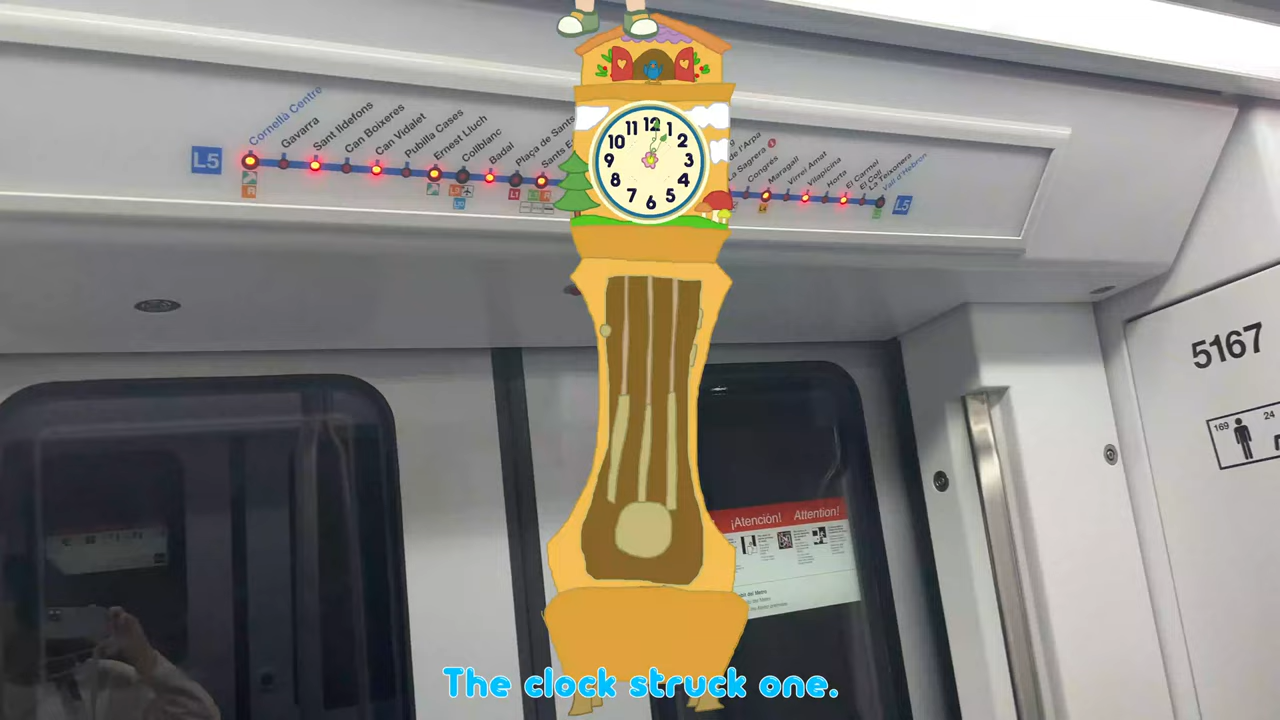 L5
Cornellà Centre
Gavarra
Sant Ildefons
Can Boixeres
Can Vidalet
Pubilla Cases
Ernest Lluch
Collblanc
Badal
Plaça de Sants
Sants E
de l'Arpa
La Sagrera
Congrés
Maragall
Virrei Amat
Vilapicina
Horta
El Carmel
El Coll
La Teixonera
Vall d'Hebron
L5
11 12 1
10 2
9 3
8 4
7 6 5
5167
169 24
¡Atención! Attention!
The clock struck one.